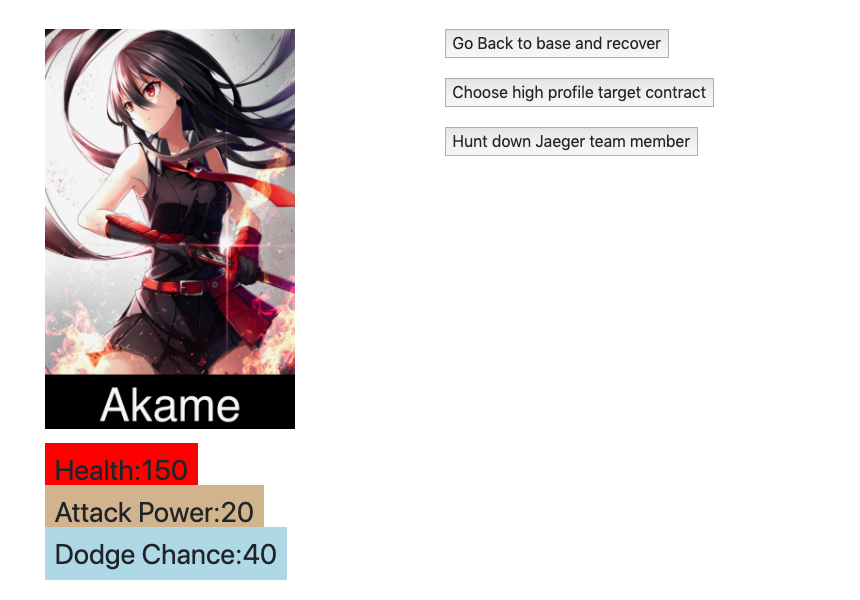 Akame
Health:150
Attack Power:20
Dodge Chance:40
Go Back to base and recover
Choose high profile target contract
Hunt down Jaeger team member